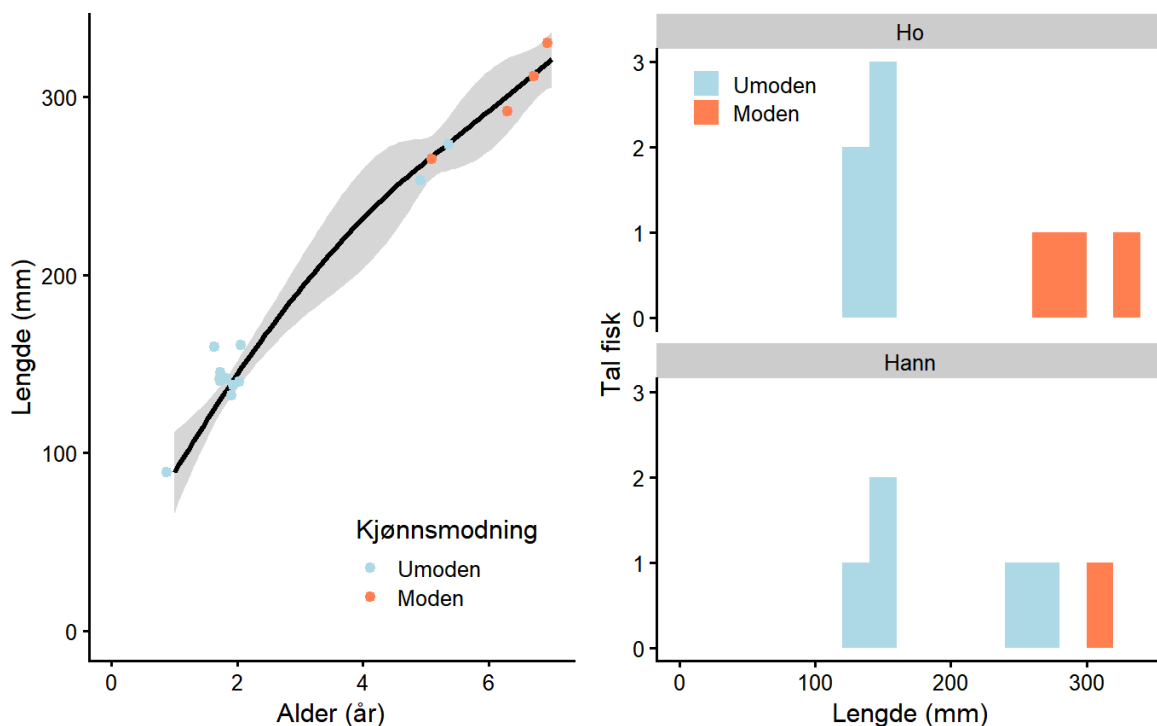 Lengde (mm)
300
200
100
0
0
2
4
6
Alder (år)
Kjønnsmodning
Umoden
Moden
Tal fisk
Ho
3
2
1
0
Umoden
Moden
Hann
3
2
1
0
0
100
200
300
Lengde (mm)